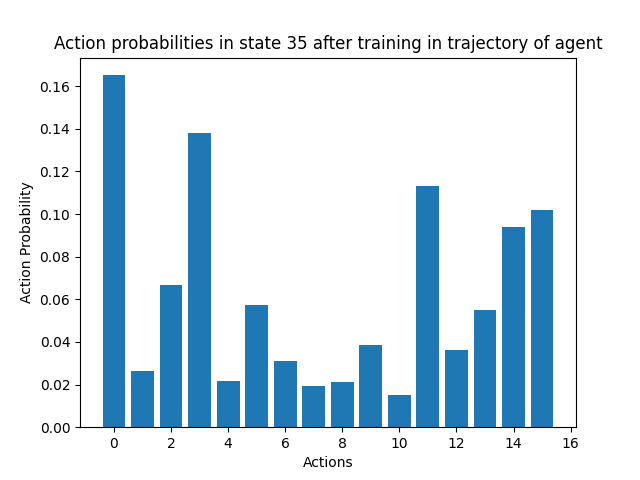 Action probabilities in state 35 after training in trajectory of agent
0.16
0.14
0.12
0.10
0.08
0.06
0.04
0.02
0.00
Action Probability
0 2 4 6 8 10 12 14 16
Actions